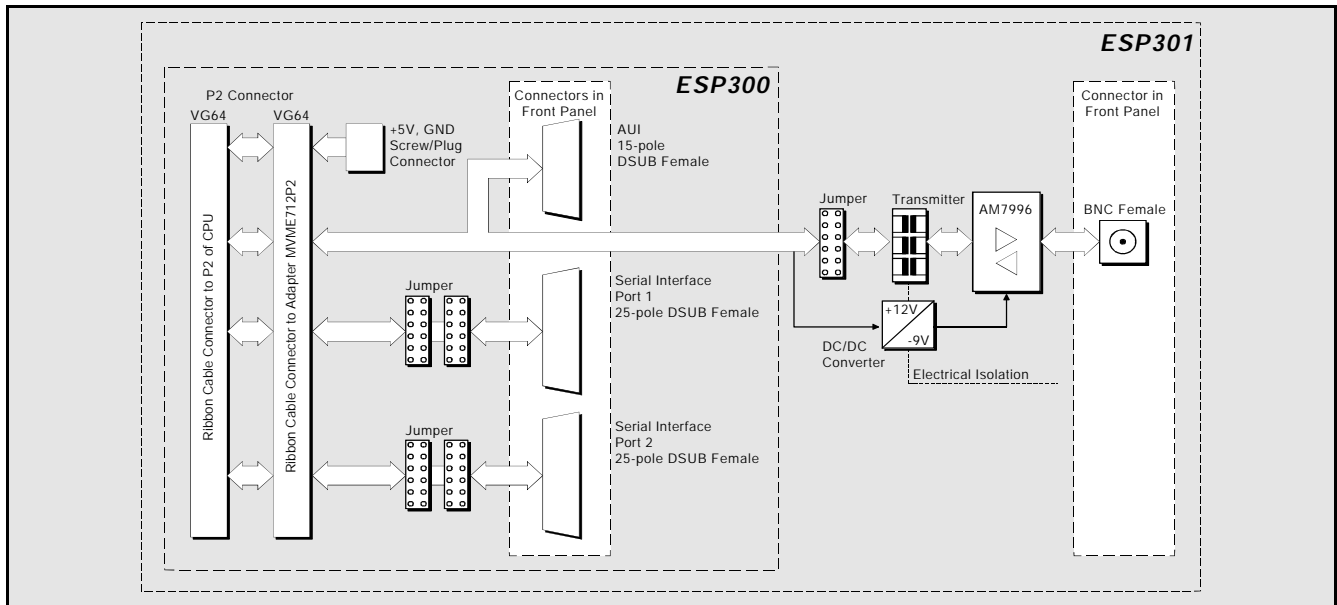 ESP301
ESP300
P2 Connector
VG64
VG64
Ribbon Cable Connector to P2 of CPU
Ribbon Cable Connector to Adapter MVME712P2
+5V, GND
Screw/Plug
Connector
Connectors in
Front Panel
AUI
15-pole
DSUB Female
Jumper
Serial Interface
Port 1
25-pole DSUB Female
Jumper
Serial Interface
Port 2
25-pole DSUB Female
Jumper
Transmitter
AM7996
+12V
-9V
DC/DC
Converter
Electrical Isolation
Connector in
Front Panel
BNC Female